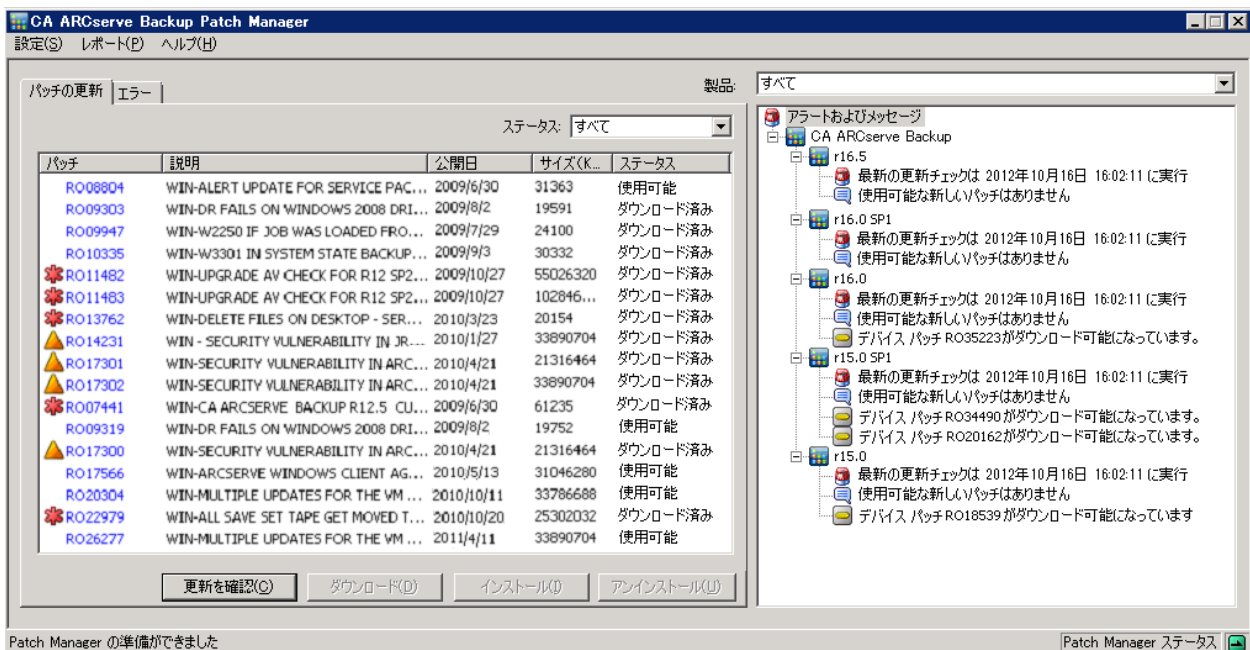 CA ARCserve Backup Patch Manager
設定(S) レポート(P) ヘルプ(H)
パッチの更新 エラー
製品: すべて
ステータス: すべて
パッチ 説明 公開日 サイズ(K... ステータス
RO08804 WIN-ALERT UPDATE FOR SERVICE PAC... 2009/6/30 31363 使用可能
RO09303 WIN-DR FAILS ON WINDOWS 2008 DRI... 2009/8/2 19591 ダウンロード済み
RO09947 WIN-W2250 IF JOB WAS LOADED FRO... 2009/7/29 24100 ダウンロード済み
RO10335 WIN-W3301 IN SYSTEM STATE BACKUP... 2009/9/3 30332 ダウンロード済み
RO11482 WIN-UPGRADE AV CHECK FOR R12 SP2... 2009/10/27 55026320 ダウンロード済み
RO11483 WIN-UPGRADE AV CHECK FOR R12 SP2... 2009/10/27 102846... ダウンロード済み
RO13762 WIN-DELETE FILES ON DESKTOP - SER... 2010/3/23 20154 ダウンロード済み
RO14231 WIN - SECURITY VULNERABILITY IN JR.... 2010/1/27 33890704 ダウンロード済み
RO17301 WIN-SECURITY VULNERABILITY IN ARC... 2010/4/21 21316464 ダウンロード済み
RO17302 WIN-SECURITY VULNERABILITY IN ARC... 2010/4/21 33890704 ダウンロード済み
RO07441 WIN-CA ARCSERVE BACKUP R12.5 CU... 2009/6/30 61235 ダウンロード済み
RO09319 WIN-DR FAILS ON WINDOWS 2008 DRI... 2009/8/2 19752 使用可能
RO17300 WIN-SECURITY VULNERABILITY IN ARC... 2010/4/21 21316464 ダウンロード済み
RO17566 WIN-ARCSERVE WINDOWS CLIENT AG... 2010/5/13 31046280 使用可能
RO20304 WIN-MULTIPLE UPDATES FOR THE VM ... 2010/10/11 33786688 使用可能
RO22979 WIN-ALL SAVE SET TAPE GET MOVED T... 2010/10/20 25302032 ダウンロード済み
RO26277 WIN-MULTIPLE UPDATES FOR THE VM ... 2011/4/11 33890704 使用可能
更新を確認(C) ダウンロード(D) インストール(I) アンインストール(U)
アラートおよびメッセージ
CA ARCserve Backup
r16.5
最新の更新チェックは 2012年10月16日 16:02:11 に実行
使用可能な新しいパッチはありません
r16.0 SP1
最新の更新チェックは 2012年10月16日 16:02:11 に実行
使用可能な新しいパッチはありません
r16.0
最新の更新チェックは 2012年10月16日 16:02:11 に実行
使用可能な新しいパッチはありません
デバイス パッチ RO35223がダウンロード可能になっています。
r15.0 SP1
最新の更新チェックは 2012年10月16日 16:02:11 に実行
使用可能な新しいパッチはありません
デバイス パッチ RO34490がダウンロード可能になっています。
デバイス パッチ RO20162がダウンロード可能になっています。
r15.0
最新の更新チェックは 2012年10月16日 16:02:11 に実行
使用可能な新しいパッチはありません
デバイス パッチ RO18539がダウンロード可能になっています
Patch Manager の準備ができました
Patch Manager ステータス